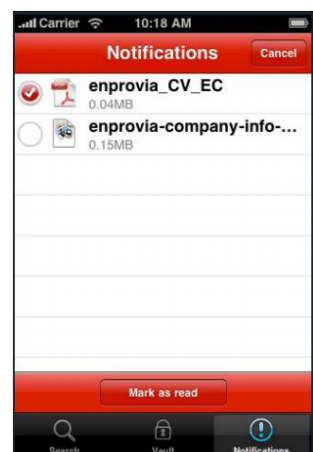 Carrier 10:18 AM
Notifications Cancel
enprovia_CV_EC
0.04MB
enprovia-company-info-...
0.15MB
Mark as read
Search Vault Notifications